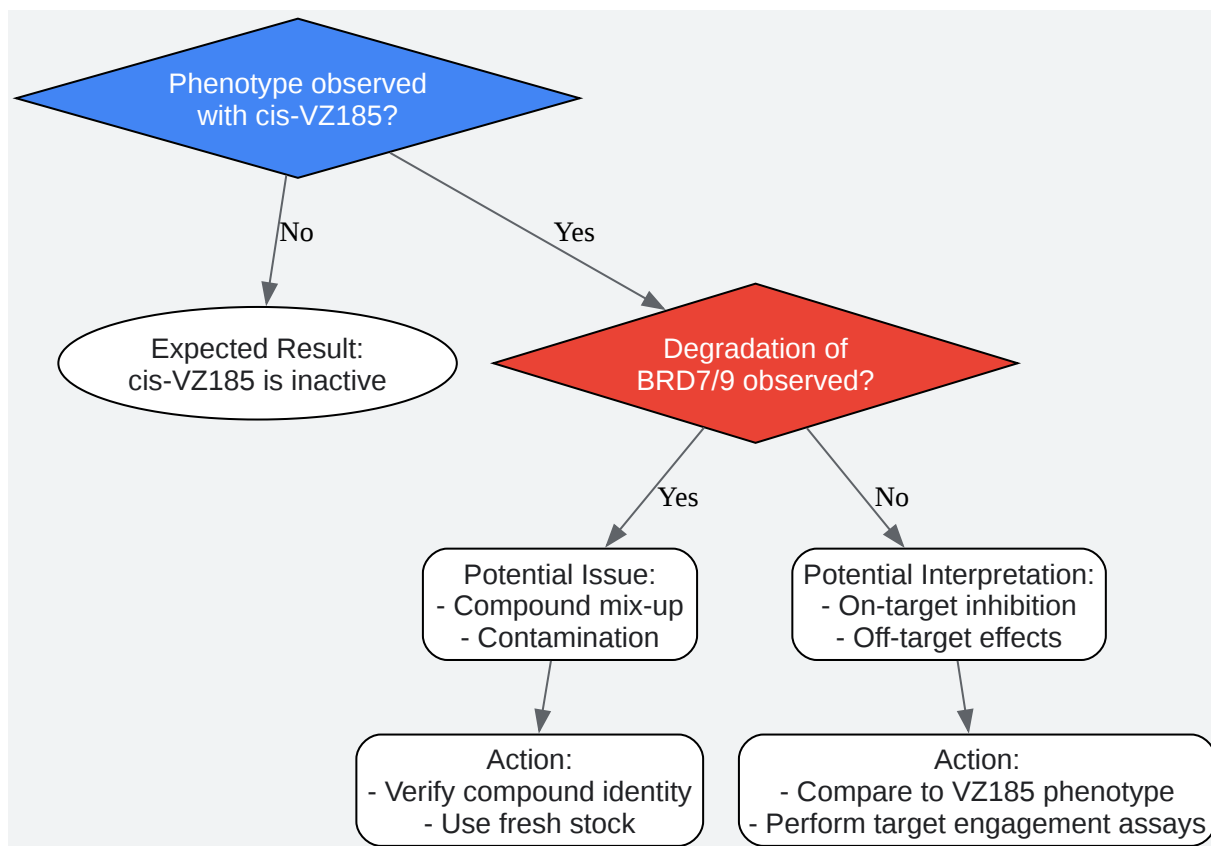 Phenotype observed
with cis-VZ185?
No
Yes
Expected Result:
cis-VZ185 is inactive
Degradation of
BRD7/9 observed?
Yes
No
Potential Issue:
- Compound mix-up
- Contamination
Potential Interpretation:
- On-target inhibition
- Off-target effects
Action:
- Verify compound identity
- Use fresh stock
Action:
- Compare to VZ185 phenotype
- Perform target engagement assays